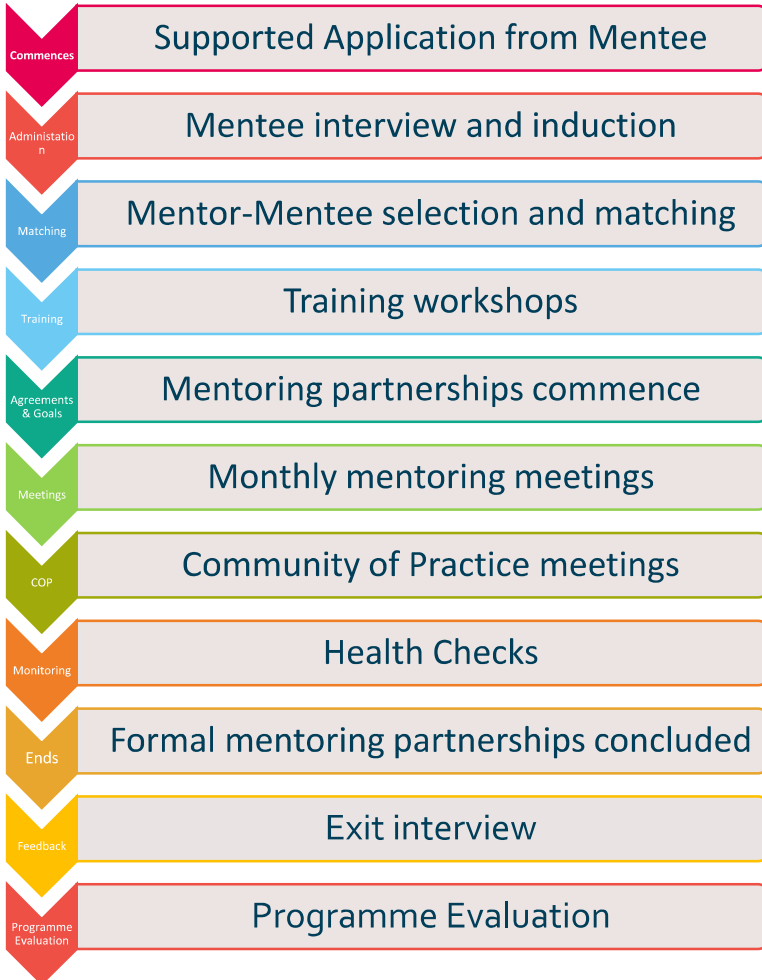 Commences
Supported Application from Mentee
Administatio
n
Mentee interview and induction
Matching
Mentor-Mentee selection and matching
Training
Training workshops
Agreements
& Goals
Mentoring partnerships commence
Meetings
Monthly mentoring meetings
COP
Community of Practice meetings
Monitoring
Health Checks
Ends
Formal mentoring partnerships concluded
Feedback
Exit interview
Programme
Evaluation
Programme Evaluation